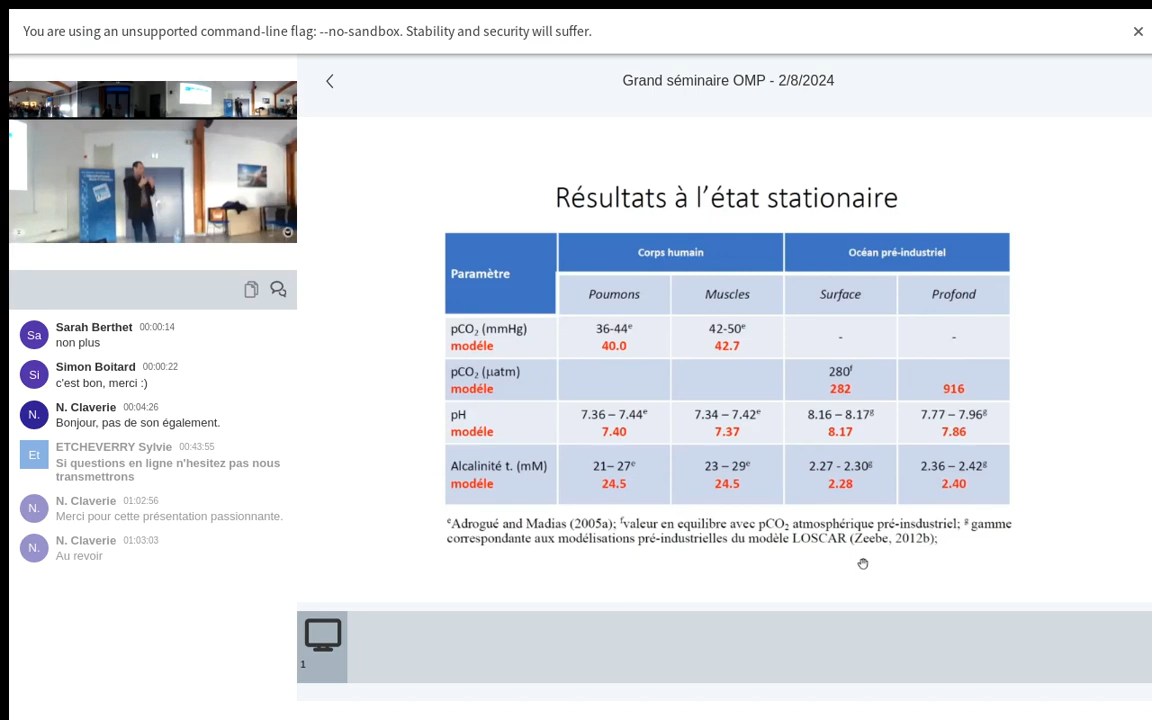 You are using an unsupported command-line flag: --no-sandbox. Stability and security will suffer.
Grand séminaire OMP - 2/8/2024
Sa
Sarah Berthet 00:00:14
non plus
Si
Simon Boitard 00:00:22
c'est bon, merci :)
N.
N. Claverie 00:04:26
Bonjour, pas de son également.
Et
ETCHEVERRY Sylvie 00:43:55
Si questions en ligne n'hesitez pas nous
transmettrons
N.
N. Claverie 01:02:56
Merci pour cette présentation passionnante.
N.
N. Claverie 01:03:03
Au revoir
Résultats à l'état stationaire
Paramètre Corps humain Océan pré-industriel
Poumons Muscles Surface Profond
pCO₂ (mmHg) 36-44ᵉ 42-50ᵉ - -
modéle 40.0 42.7
pCO₂ (µatm) 280ᶠ
modéle 282 916
pH 7.36 – 7.44ᵉ 7.34 – 7.42ᵉ 8.16 – 8.17ᵍ 7.77 – 7.96ᵍ
modéle 7.40 7.37 8.17 7.86
Alcalinité t. (mM) 21– 27ᵉ 23 – 29ᵉ 2.27 - 2.30ᵍ 2.36 – 2.42ᵍ
modéle 24.5 24.5 2.28 2.40
ᵉAdrogué and Madias (2005a); ᶠvaleur en equilibre avec pCO₂ atmosphérique pré-insdustriel; ᵍ gamme
correspondante aux modélisations pré-industrielles du modèle LOSCAR (Zeebe, 2012b);
1